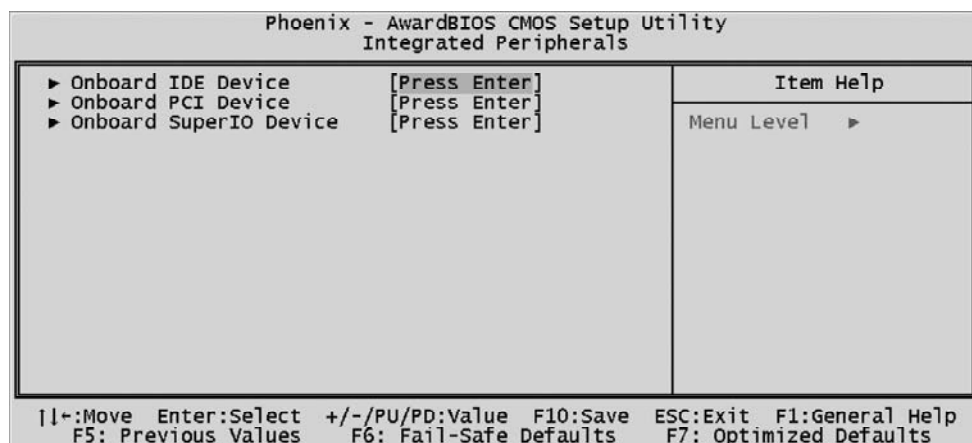 Phoenix - AwardBIOS CMOS Setup Utility
Integrated Peripherals
► Onboard IDE Device [Press Enter]
► Onboard PCI Device [Press Enter]
► Onboard SuperIO Device [Press Enter]
Item Help
Menu Level ►
↑↓←:Move Enter:Select +/-/PU/PD:Value F10:Save ESC:Exit F1:General Help
F5: Previous Values F6: Fail-Safe Defaults F7: Optimized Defaults